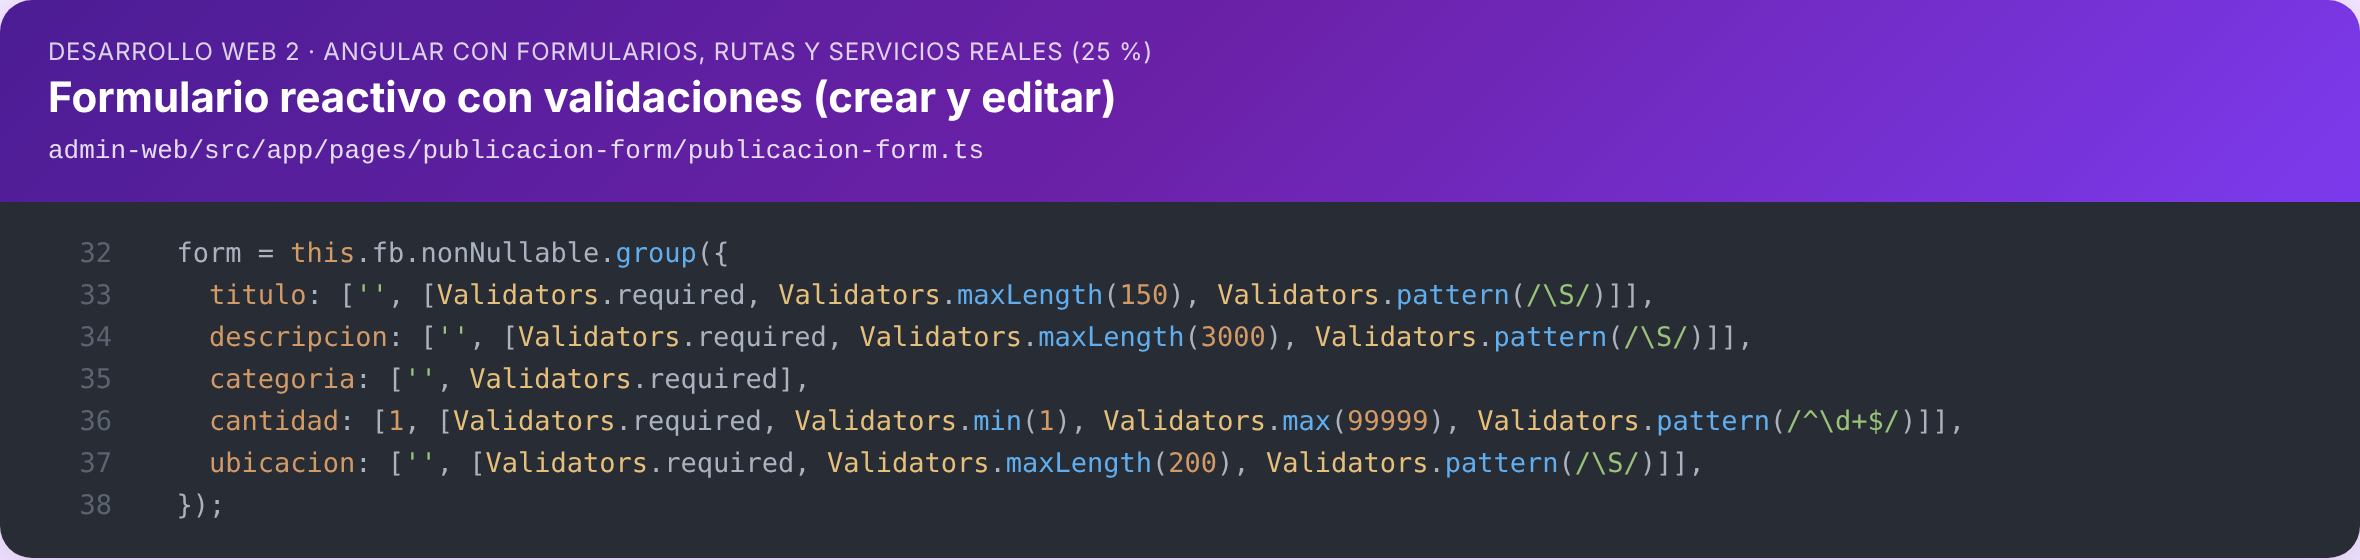 DESARROLLO WEB 2 · ANGULAR CON FORMULARIOS, RUTAS Y SERVICIOS REALES (25 %)
Formulario reactivo con validaciones (crear y editar)
admin-web/src/app/pages/publicacion-form/publicacion-form.ts
32 form = this.fb.nonNullable.group({
33 titulo: ['', [Validators.required, Validators.maxLength(150), Validators.pattern(/\S/)]],
34 descripcion: ['', [Validators.required, Validators.maxLength(3000), Validators.pattern(/\S/)]],
35 categoria: ['', Validators.required],
36 cantidad: [1, [Validators.required, Validators.min(1), Validators.max(99999), Validators.pattern(/^\d+$/)]],
37 ubicacion: ['', [Validators.required, Validators.maxLength(200), Validators.pattern(/\S/)]],
38 });